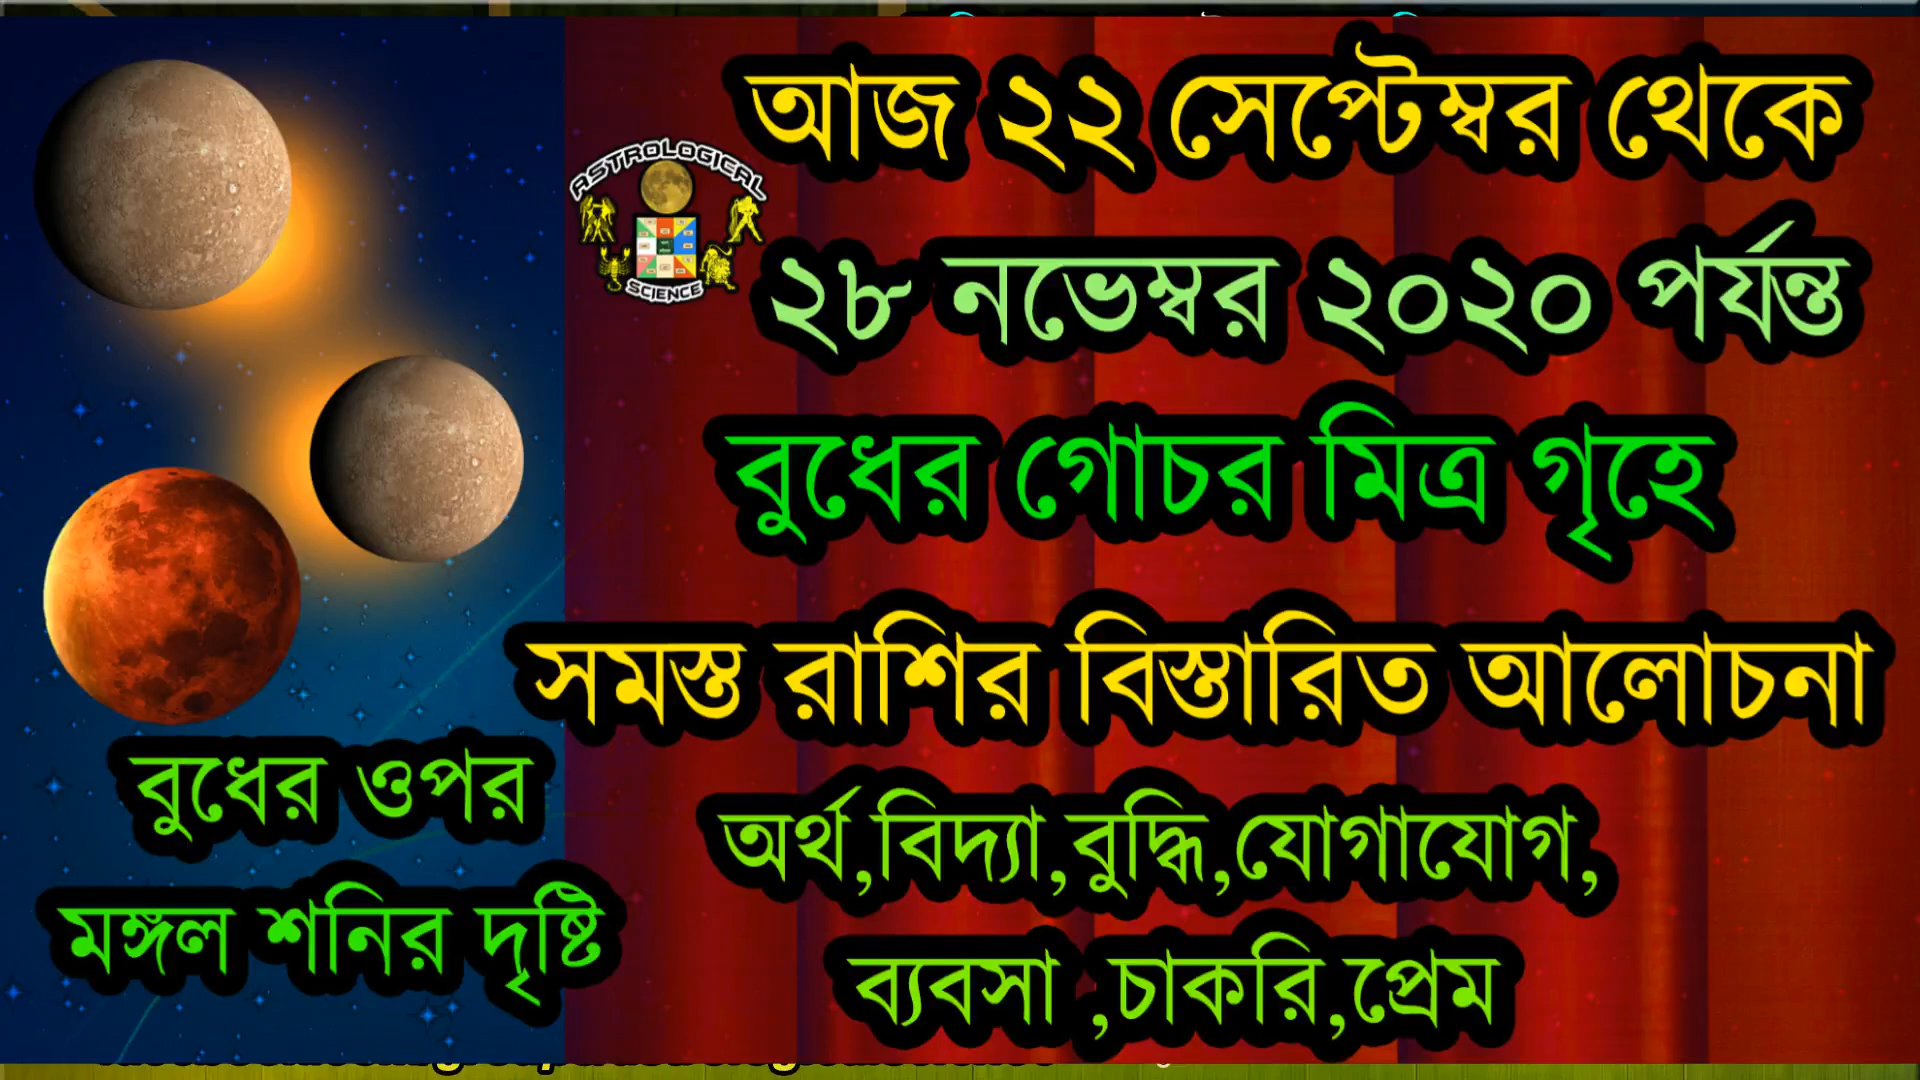 আজ ২২ সেপ্টেম্বর থেকে
২৮ নভেম্বর ২০২০ পর্যন্ত
ASTROLOGICAL
SCIENCE
বুধের গোচর মিত্র গৃহে
সমস্ত রাশির বিস্তারিত আলোচনা
বুধের ওপর
মঙ্গল শনির দৃষ্টি
অর্থ,বিদ্যা,বুদ্ধি,যোগাযোগ,
ব্যবসা ,চাকরি,প্রেম